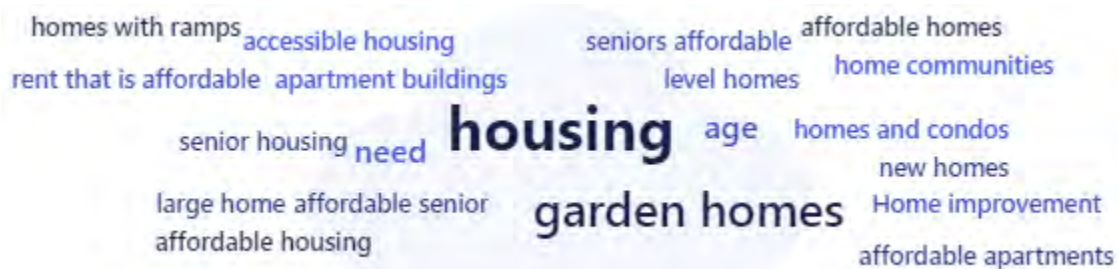 homes with ramps
accessible housing
seniors affordable
affordable homes
rent that is affordable
apartment buildings
level homes
home communities
senior housing
need
housing
age
homes and condos
new homes
large home affordable senior
garden homes
Home improvement
affordable housing
affordable apartments